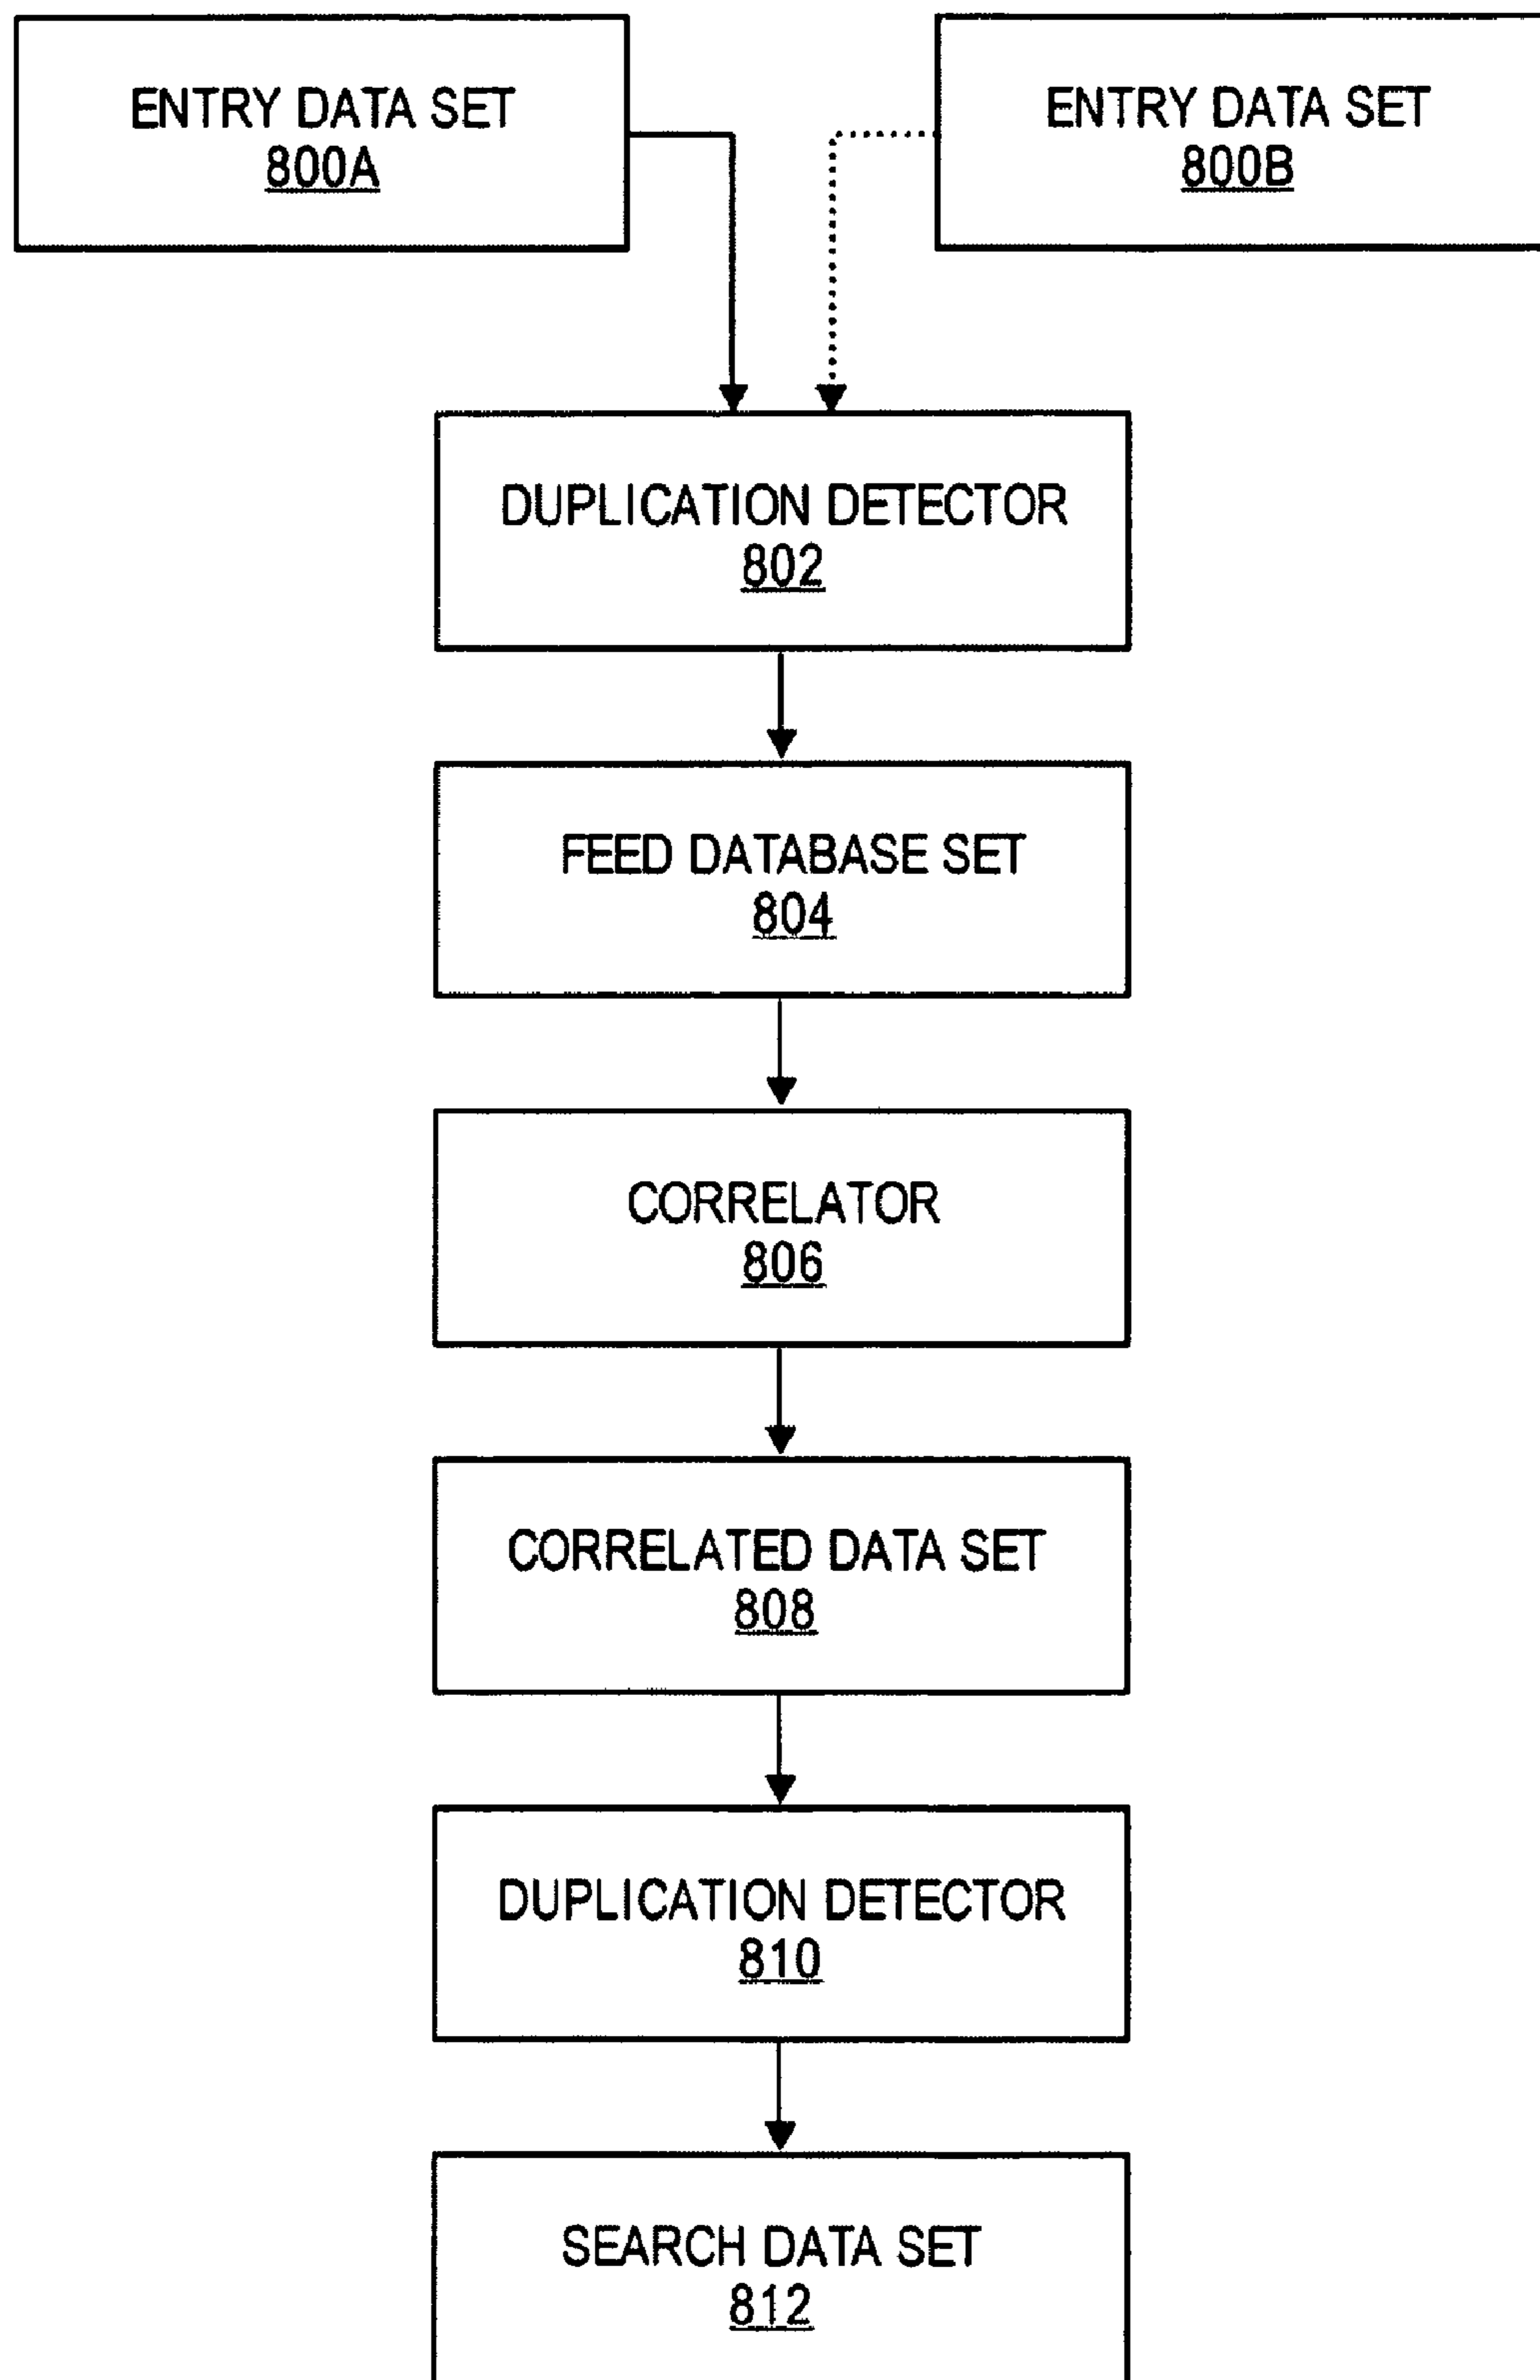 ENTRY DATA SET
800A
ENTRY DATA SET
800B
DUPLICATION DETECTOR
802
FEED DATABASE SET
804
CORRELATOR
806
CORRELATED DATA SET
808
DUPLICATION DETECTOR
810
SEARCH DATA SET
812